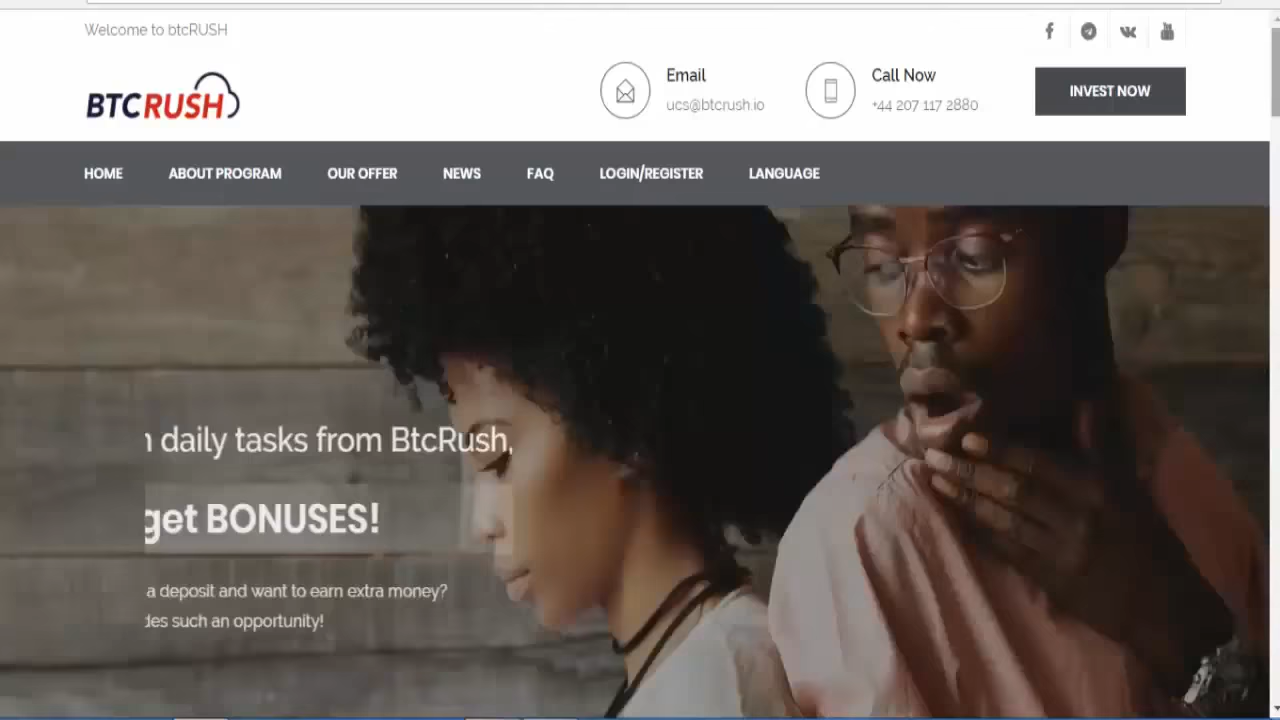 Welcome to btcRUSH
BTCRUSH
Email
ucs@btcrush.io
Call Now
+44 207 117 2880
INVEST NOW
HOME
ABOUT PROGRAM
OUR OFFER
NEWS
FAQ
LOGIN/REGISTER
LANGUAGE
daily tasks from BtcRush,
get BONUSES!
a deposit and want to earn extra money?
des such an opportunity!